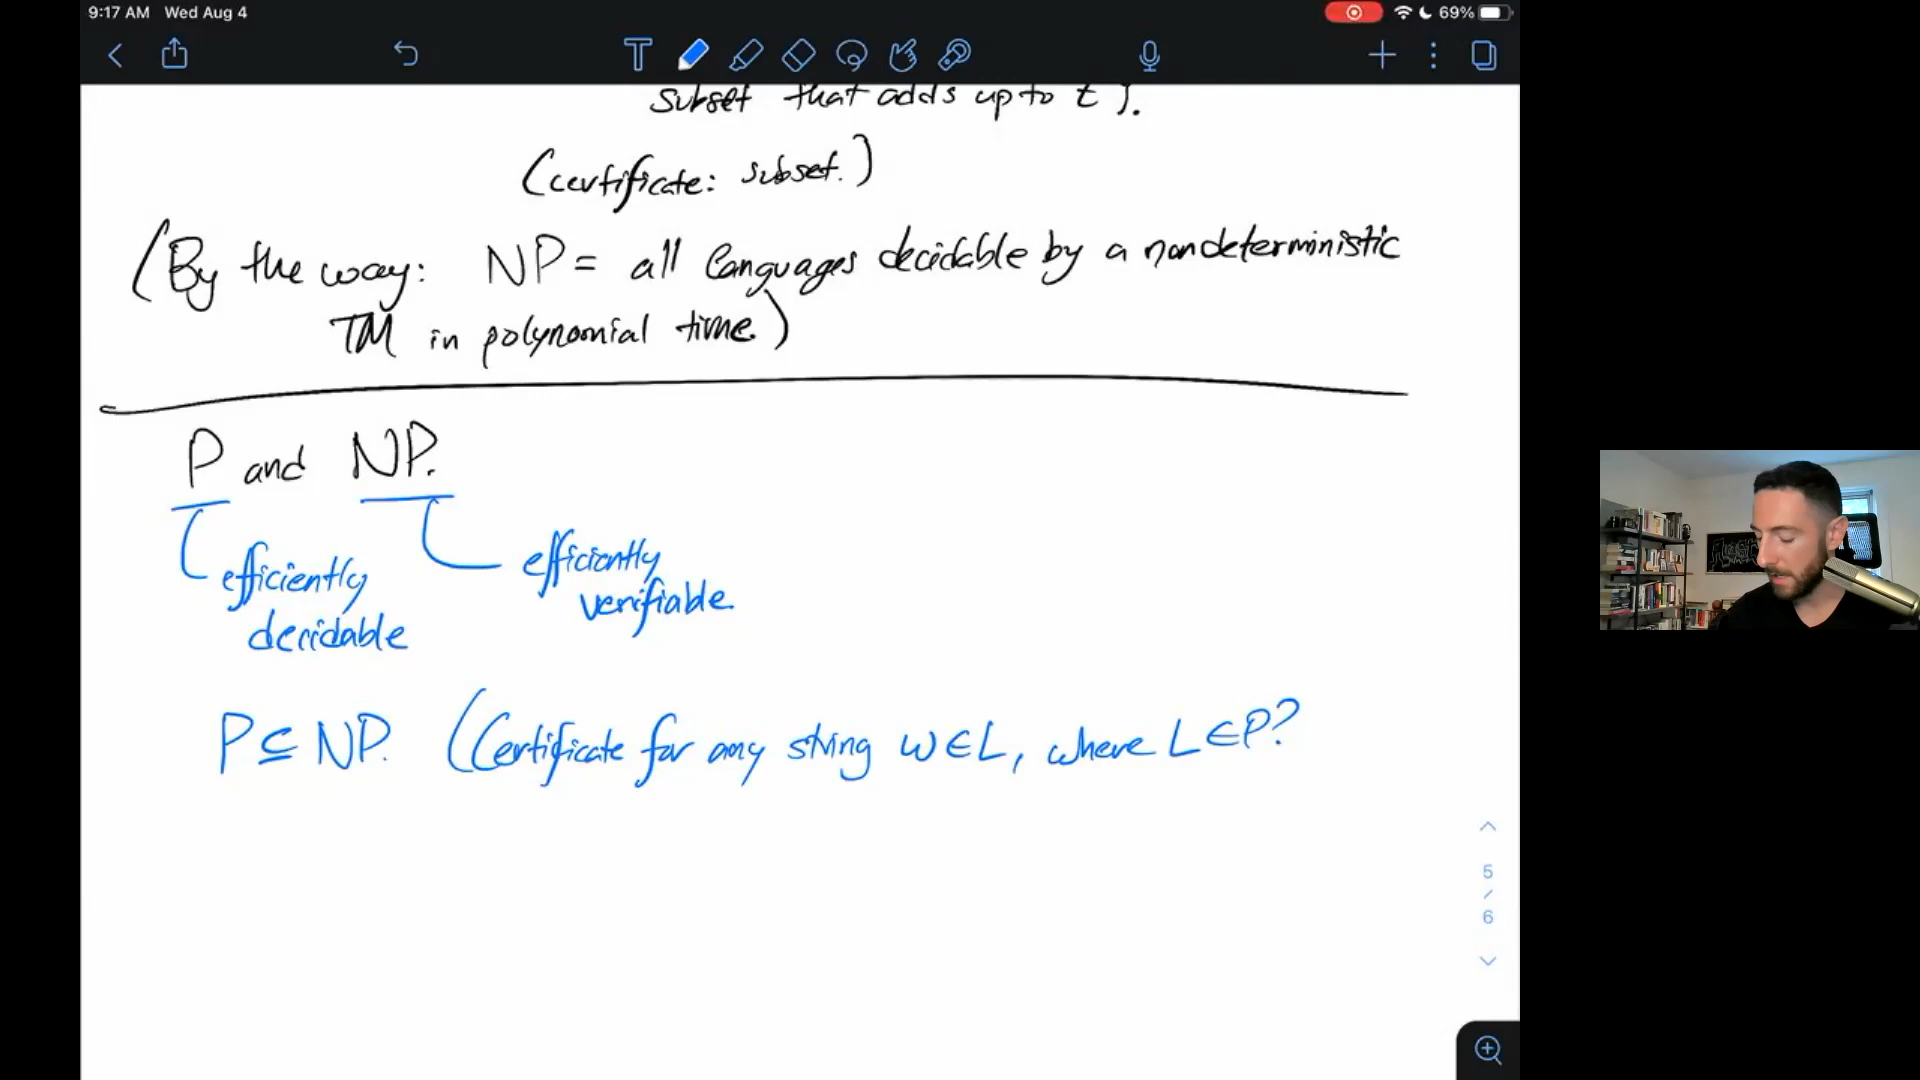 9:17 AM Wed Aug 4
69%
subset that adds up to t }.
(certificate: subset.)
(By the way: NP = all languages decidable by a nondeterministic
TM in polynomial time.)
P and NP.
efficiently
decidable
efficiently
verifiable.
P ⊆ NP. (Certificate for any string w ∈ L, where L ∈ P?
5
/
6